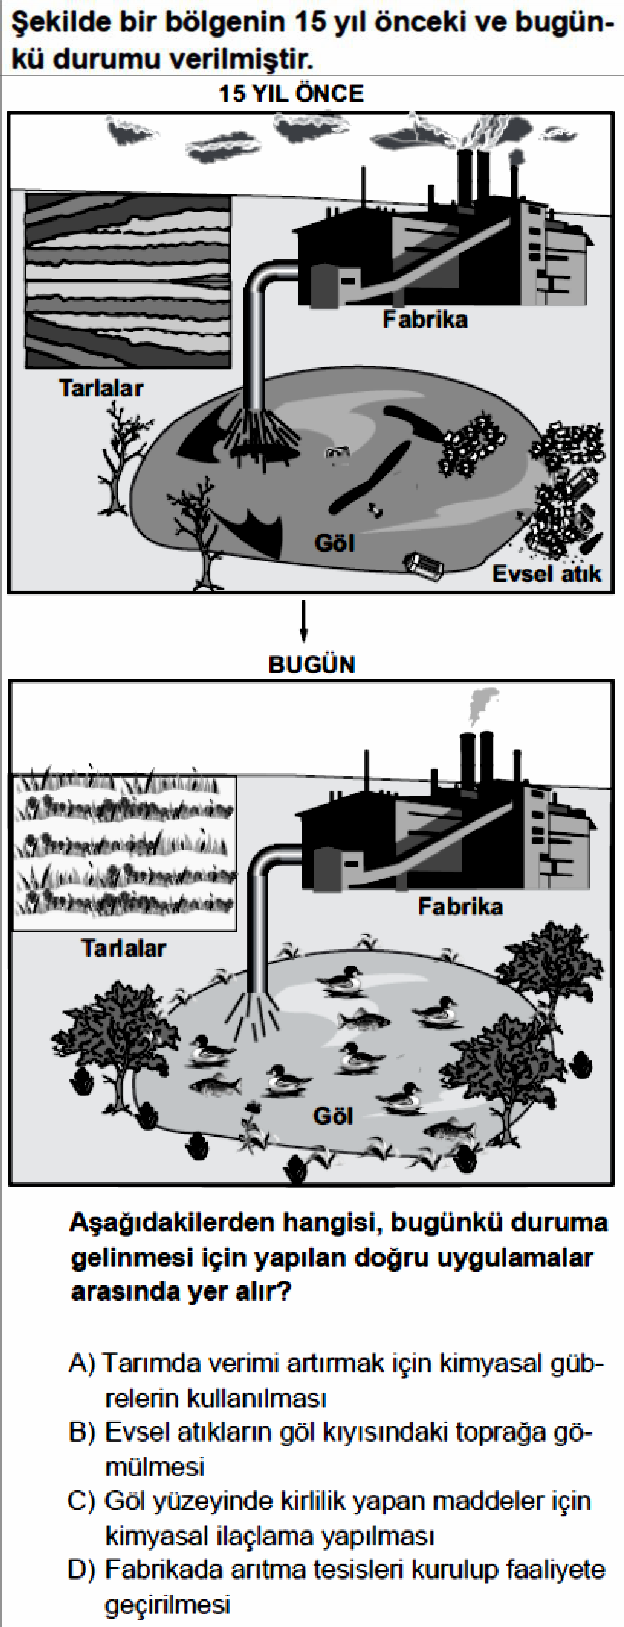 Şekilde bir bölgenin 15 yıl önceki ve bugün-
kü durumu verilmiştir.
15 YIL ÖNCE
Fabrika
Tarlalar
Göl
Evsel atık
BUGÜN
Fabrika
Tarlalar
Göl
Aşağıdakilerden hangisi, bugünkü duruma
gelinmesi için yapılan doğru uygulamalar
arasında yer alır?
A) Tarımda verimi artırmak için kimyasal güb-
relerin kullanılması
B) Evsel atıkların göl kıyısındaki toprağa gö-
mülmesi
C) Göl yüzeyinde kirlilik yapan maddeler için
kimyasal ilaçlama yapılması
D) Fabrikada arıtma tesisleri kurulup faaliyete
geçirilmesi